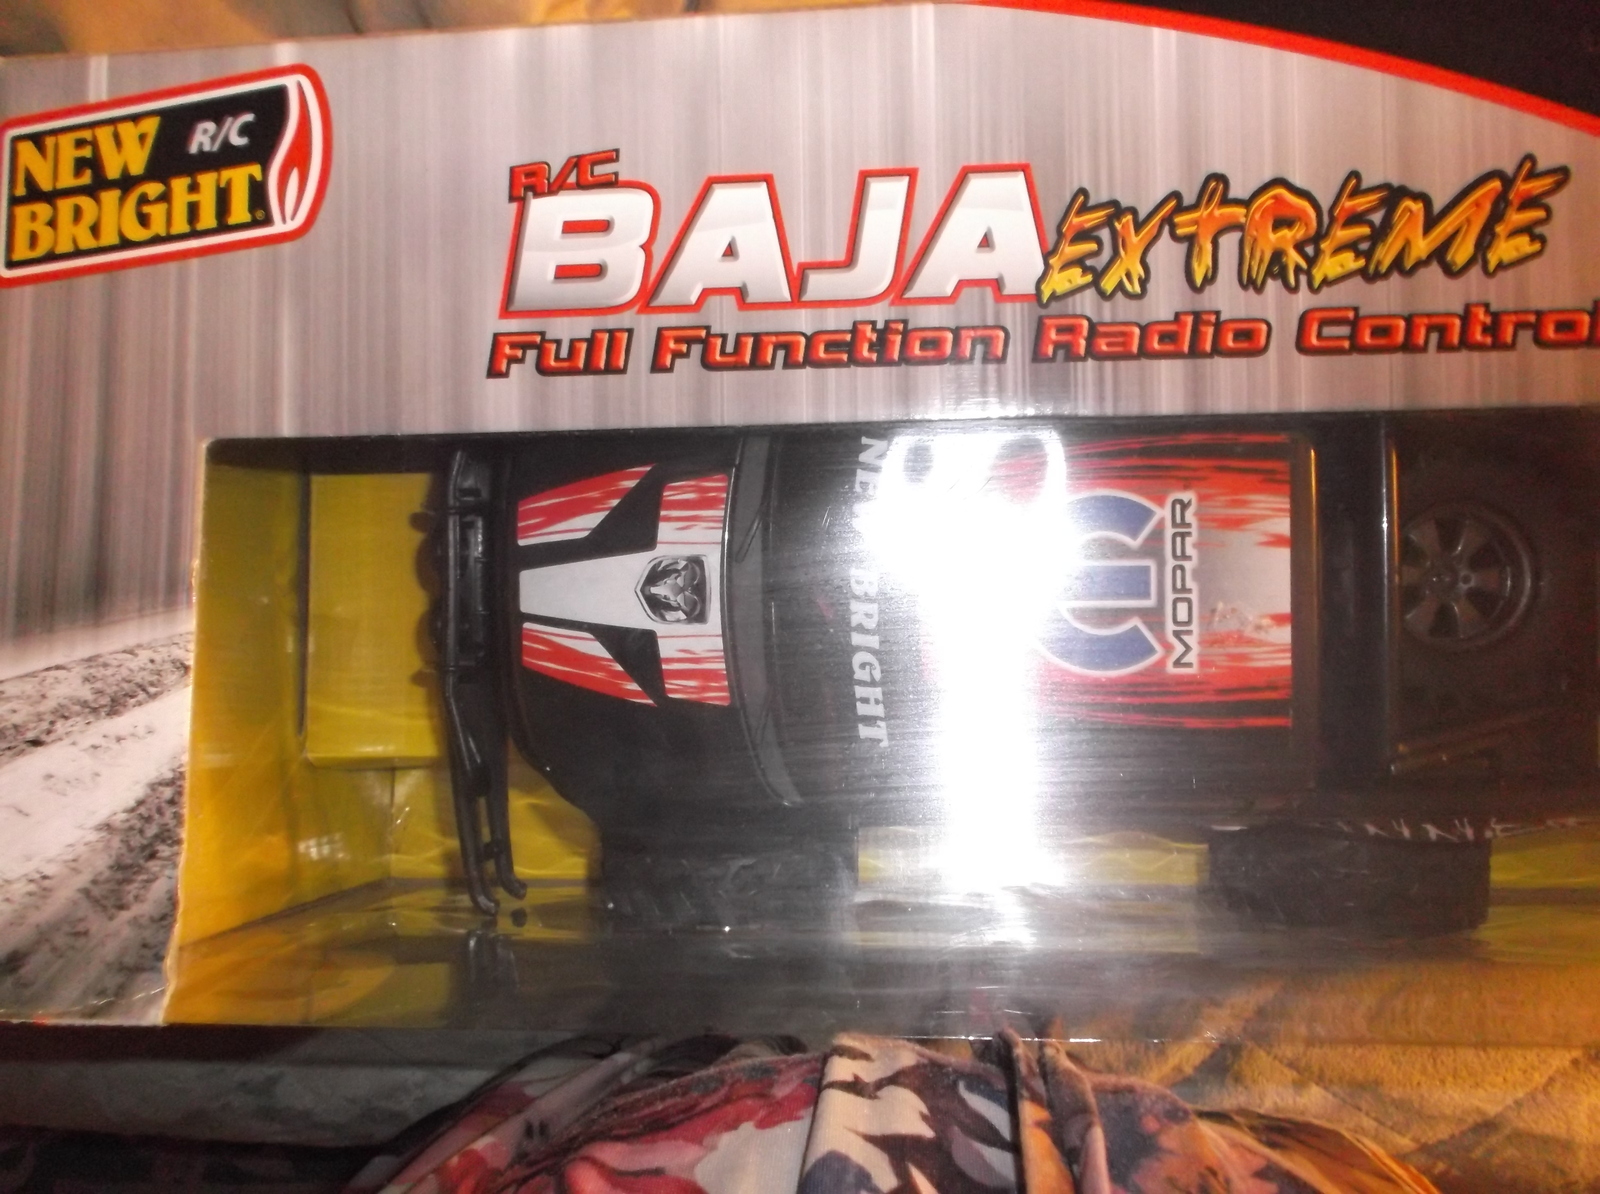 NEW R/C
BRIGHT
R/C
BAJA EXTREME
Full Function Radio Control
NEW BRIGHT
MOPAR